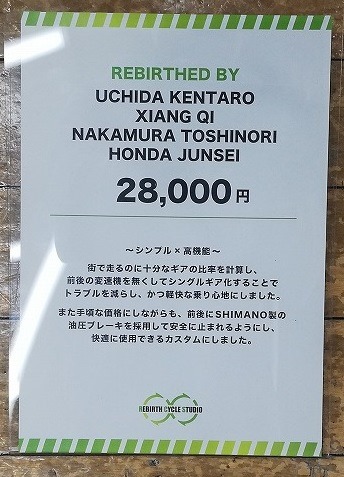 REBIRTHED BY
UCHIDA KENTARO
XIANG QI
NAKAMURA TOSHINORI
HONDA JUNSEI
28,000円
〜シンプル×高機能〜
街で走るのに十分なギアの比率を計算し、
前後の変速機を無くしてシングルギア化することで
トラブルを減らし、かつ軽快な乗り心地にしました。
また手頃な価格にしながらも、前後にSHIMANO製の
油圧ブレーキを採用して安全に止まれるようにし、
快適に使用できるカスタムにしました。
REBIRTH CYCLE STUDIO